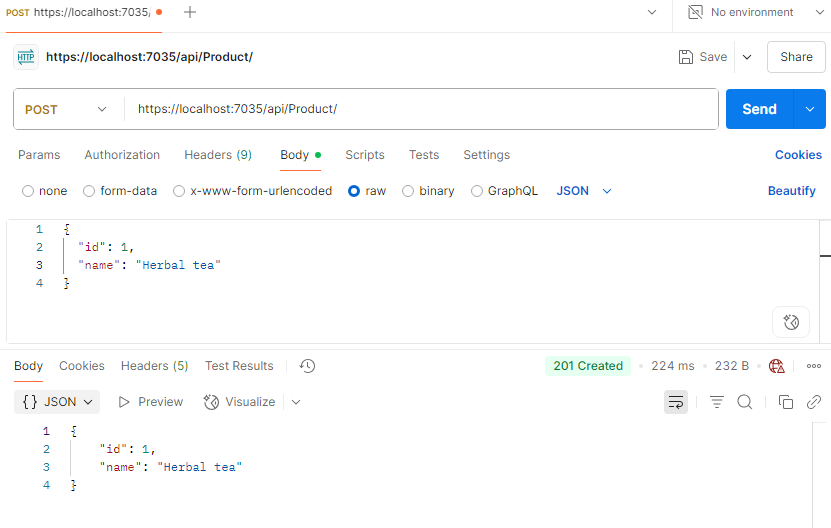 POST https://localhost:7035/ No environment
HTTP https://localhost:7035/api/Product/ Save Share
POST https://localhost:7035/api/Product/ Send
Params Authorization Headers (9) Body Scripts Tests Settings Cookies
none form-data x-www-form-urlencoded raw binary GraphQL JSON Beautify
1 {
2 "id": 1,
3 "name": "Herbal tea"
4 }
Body Cookies Headers (5) Test Results 201 Created 224 ms 232 B
{} JSON Preview Visualize
1 {
2 "id": 1,
3 "name": "Herbal tea"
4 }